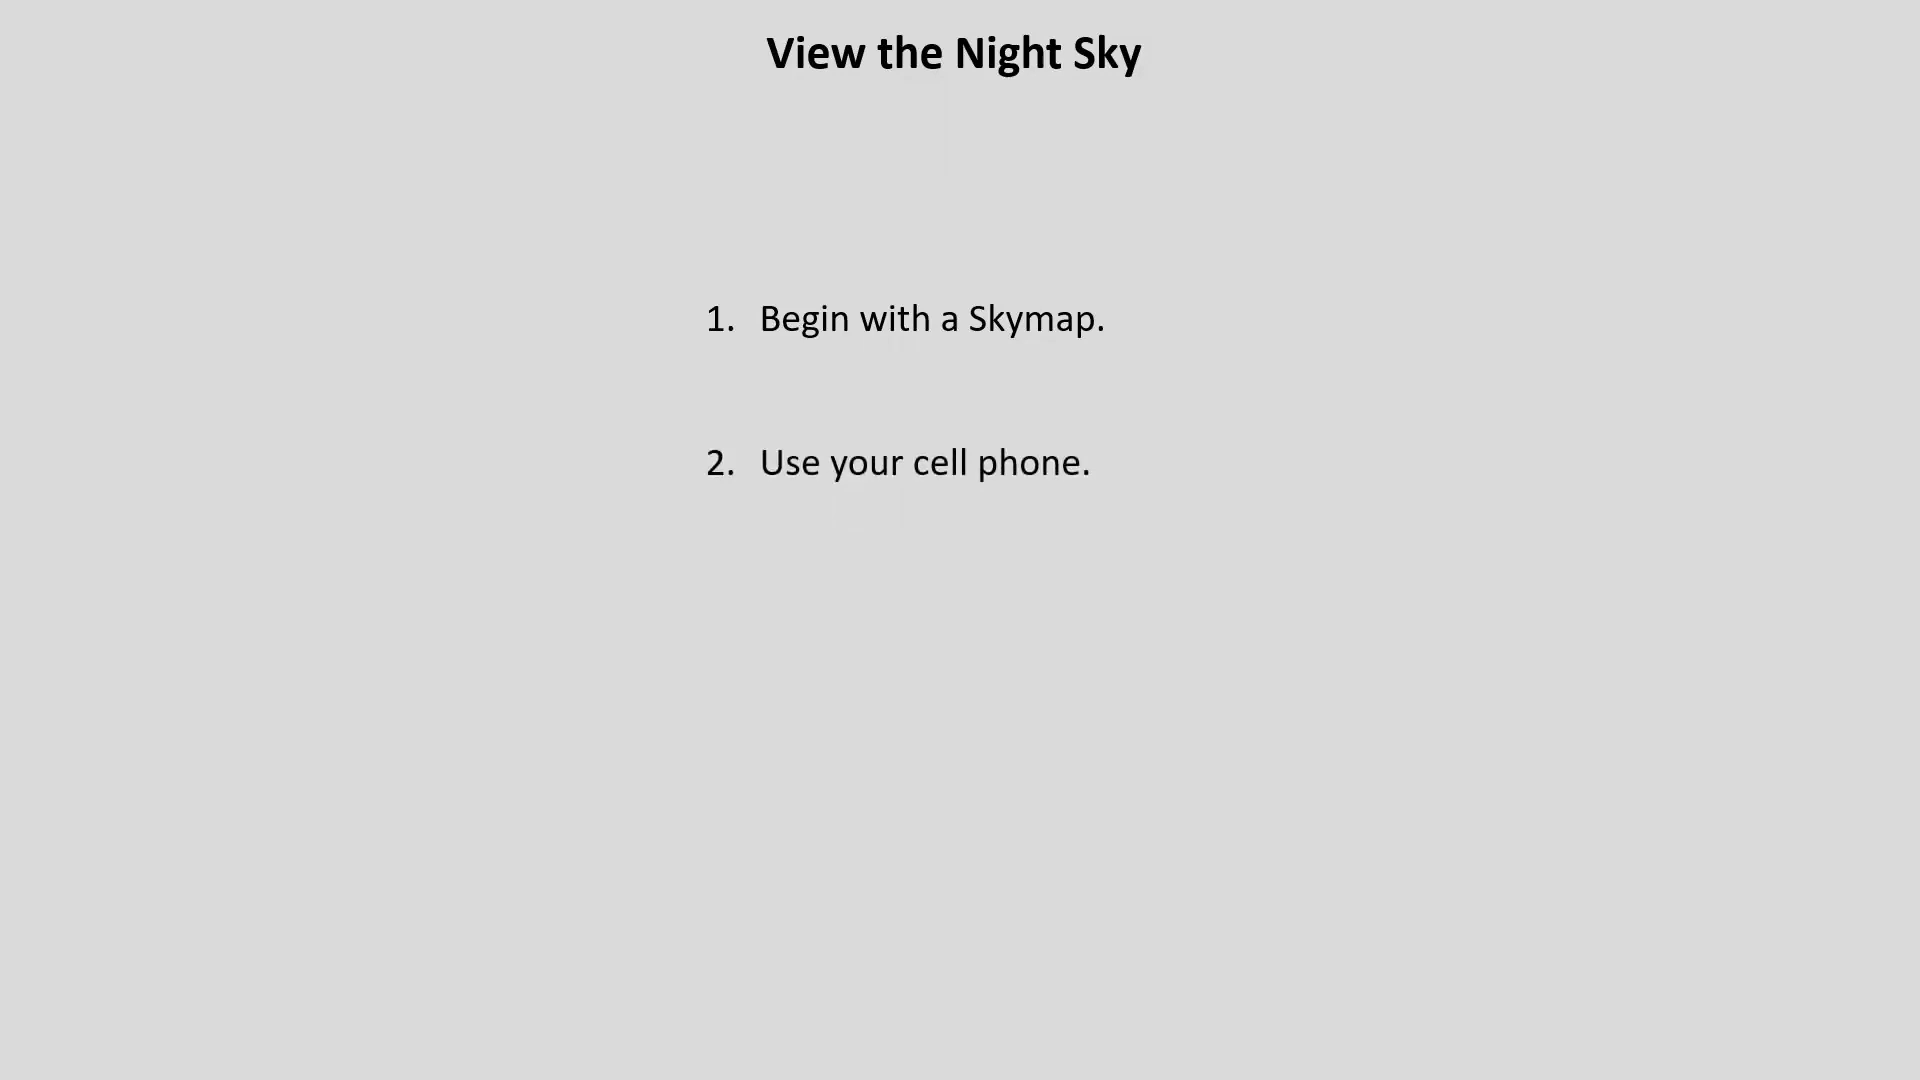 View the Night Sky
1. Begin with a Skymap.
2. Use your cell phone.